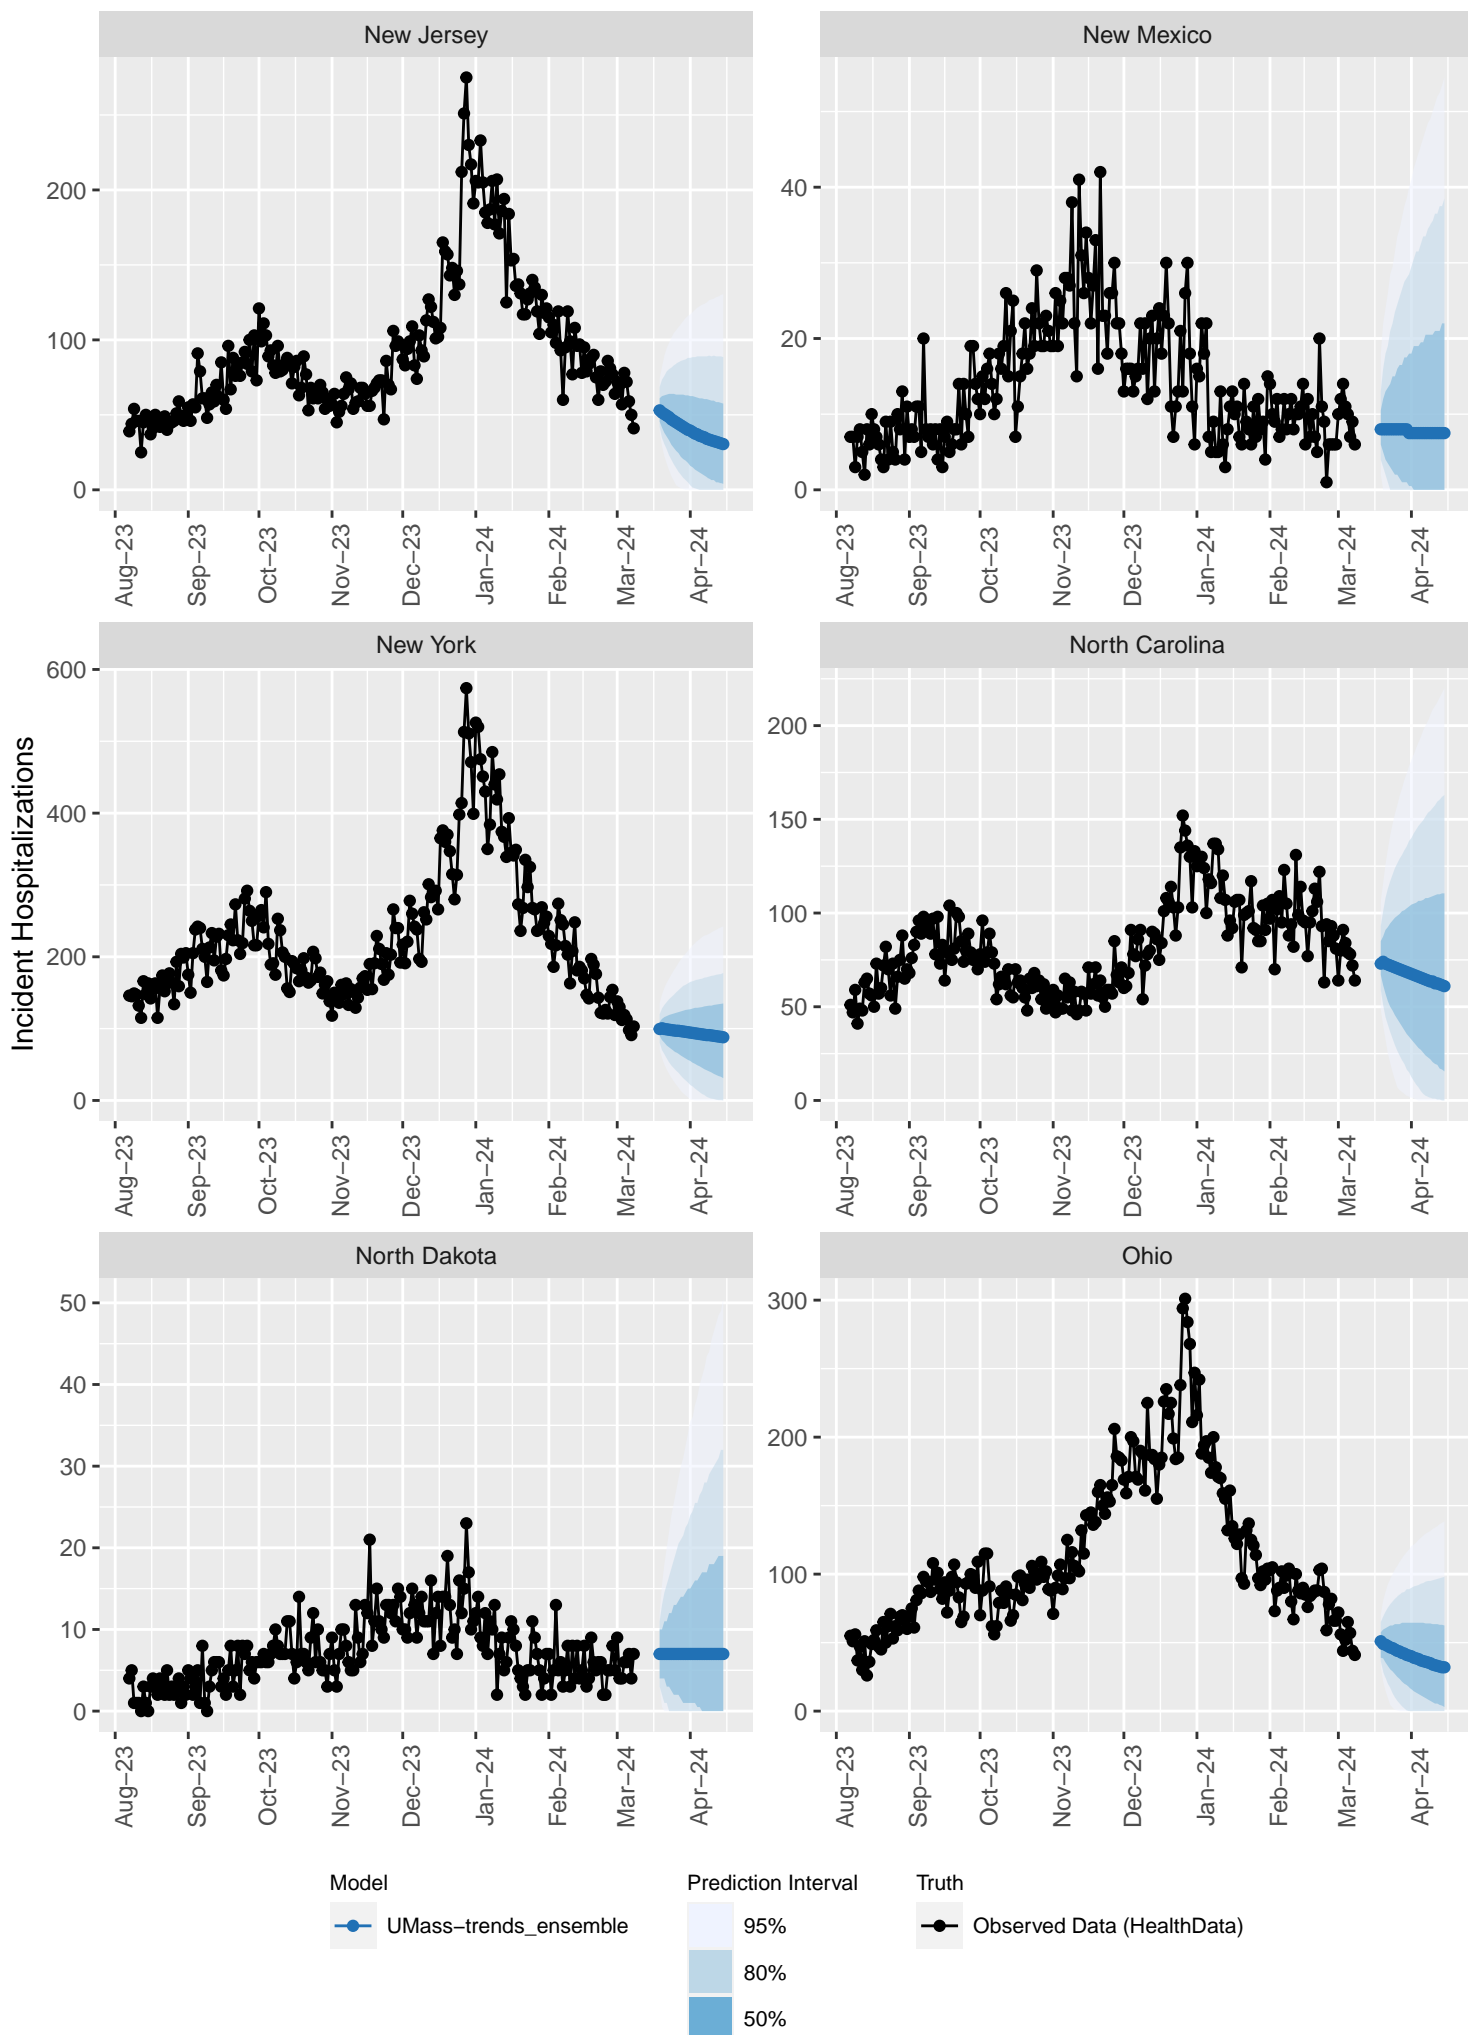 New Jersey
New Mexico
200
100
0
40
20
0
Aug−23
Sep−23
Oct−23
Nov−23
Dec−23
Jan−24
Feb−24
Mar−24
Apr−24
Aug−23
Sep−23
Oct−23
Nov−23
Dec−23
Jan−24
Feb−24
Mar−24
Apr−24
Incident Hospitalizations
New York
North Carolina
600
400
200
0
200
150
100
50
0
Aug−23
Sep−23
Oct−23
Nov−23
Dec−23
Jan−24
Feb−24
Mar−24
Apr−24
Aug−23
Sep−23
Oct−23
Nov−23
Dec−23
Jan−24
Feb−24
Mar−24
Apr−24
North Dakota
Ohio
50
40
30
20
10
0
300
200
100
0
Aug−23
Sep−23
Oct−23
Nov−23
Dec−23
Jan−24
Feb−24
Mar−24
Apr−24
Aug−23
Sep−23
Oct−23
Nov−23
Dec−23
Jan−24
Feb−24
Mar−24
Apr−24
Model
UMass−trends_ensemble
Prediction Interval
95%
80%
50%
Truth
Observed Data (HealthData)